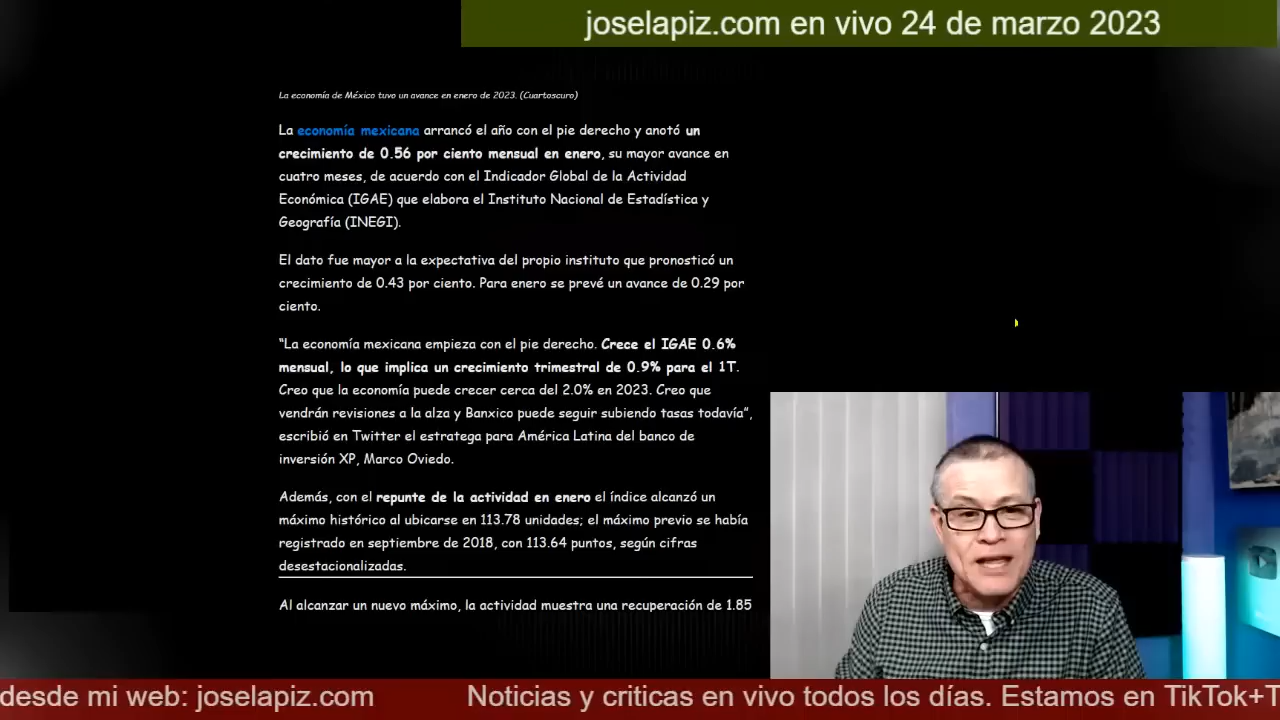 joselapiz.com en vivo 24 de marzo 2023
La economía de México tuvo un avance en enero de 2023. (Cuartoscuro)
La economía mexicana arrancó el año con el pie derecho y anotó un
crecimiento de 0.56 por ciento mensual en enero, su mayor avance en
cuatro meses, de acuerdo con el Indicador Global de la Actividad
Económica (IGAE) que elabora el Instituto Nacional de Estadística y
Geografía (INEGI).
El dato fue mayor a la expectativa del propio instituto que pronosticó un
crecimiento de 0.43 por ciento. Para enero se prevé un avance de 0.29 por
ciento.
“La economía mexicana empieza con el pie derecho. Crece el IGAE 0.6%
mensual, lo que implica un crecimiento trimestral de 0.9% para el 1T.
Creo que la economía puede crecer cerca del 2.0% en 2023. Creo que
vendrán revisiones a la alza y Banxico puede seguir subiendo tasas todavía”,
escribió en Twitter el estratega para América Latina del banco de
inversión XP, Marco Oviedo.
Además, con el repunte de la actividad en enero el índice alcanzó un
máximo histórico al ubicarse en 113.78 unidades; el máximo previo se había
registrado en septiembre de 2018, con 113.64 puntos, según cifras
desestacionalizadas.
Al alcanzar un nuevo máximo, la actividad muestra una recuperación de 1.85
desde mi web: joselapiz.com Noticias y criticas en vivo todos los días. Estamos en TikTok+T